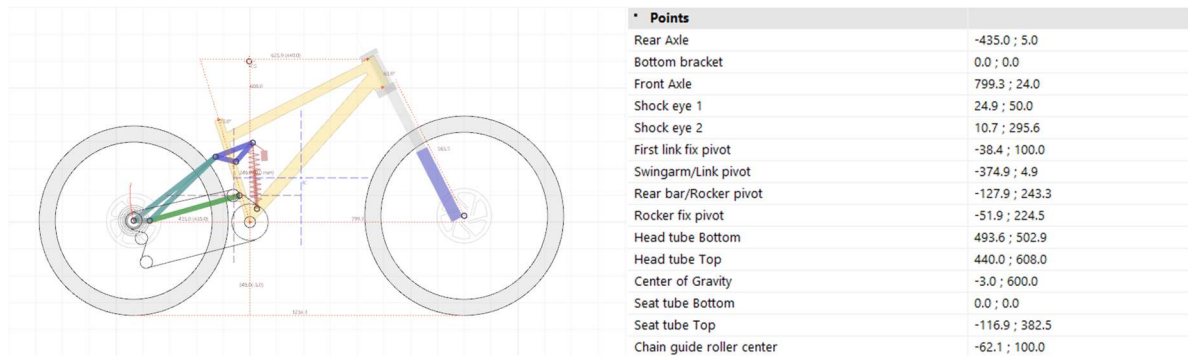 Points
Rear Axle -435.0 ; 5.0
Bottom bracket 0.0 ; 0.0
Front Axle 799.3 ; 24.0
Shock eye 1 24.9 ; 50.0
Shock eye 2 10.7 ; 295.6
First link fix pivot -38.4 ; 100.0
Swingarm/Link pivot -374.9 ; 4.9
Rear bar/Rocker pivot -127.9 ; 243.3
Rocker fix pivot -51.9 ; 224.5
Head tube Bottom 493.6 ; 502.9
Head tube Top 440.0 ; 608.0
Center of Gravity -3.0 ; 600.0
Seat tube Bottom 0.0 ; 0.0
Seat tube Top -116.9 ; 382.5
Chain guide roller center -62.1 ; 100.0